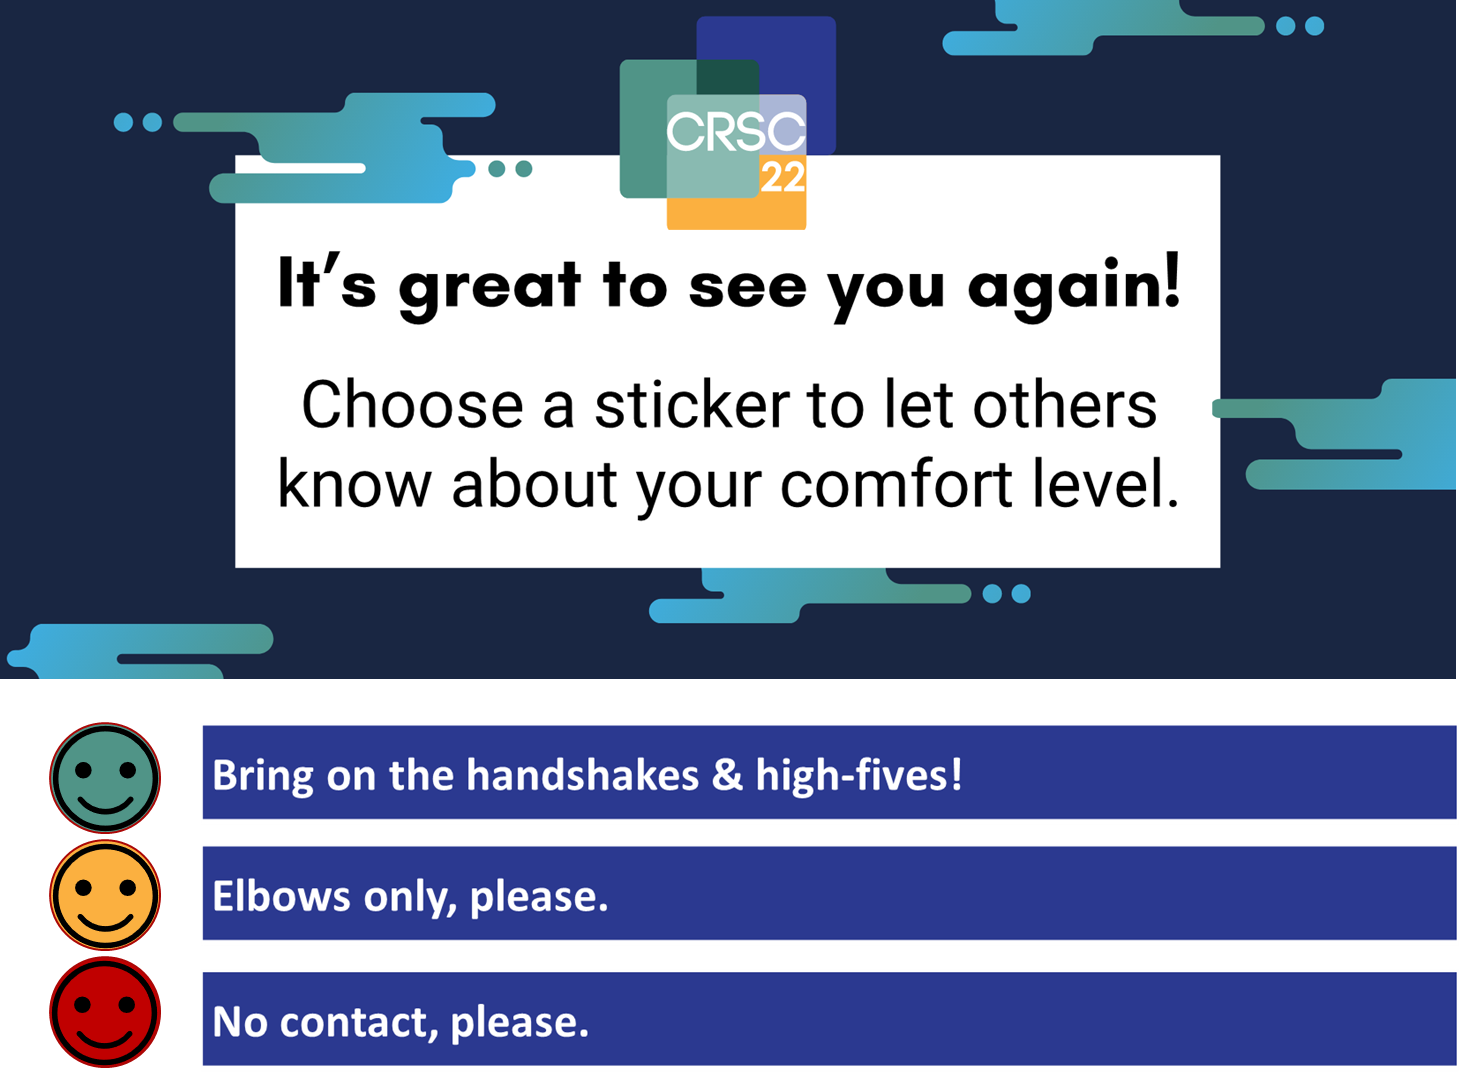 CRSC
22
It’s great to see you again!
Choose a sticker to let others
know about your comfort level.
Bring on the handshakes & high-fives!
Elbows only, please.
No contact, please.